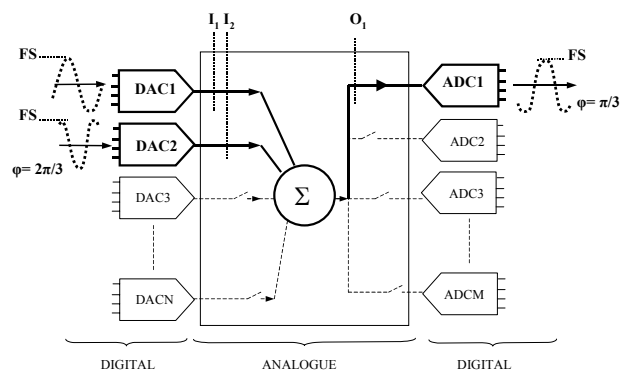 I₁ I₂ O₁
FS FS
DAC1 ADC1
φ= π/3
FS
DAC2 ADC2
φ= 2π/3
DAC3 Σ ADC3
DACN ADCM
DIGITAL ANALOGUE DIGITAL